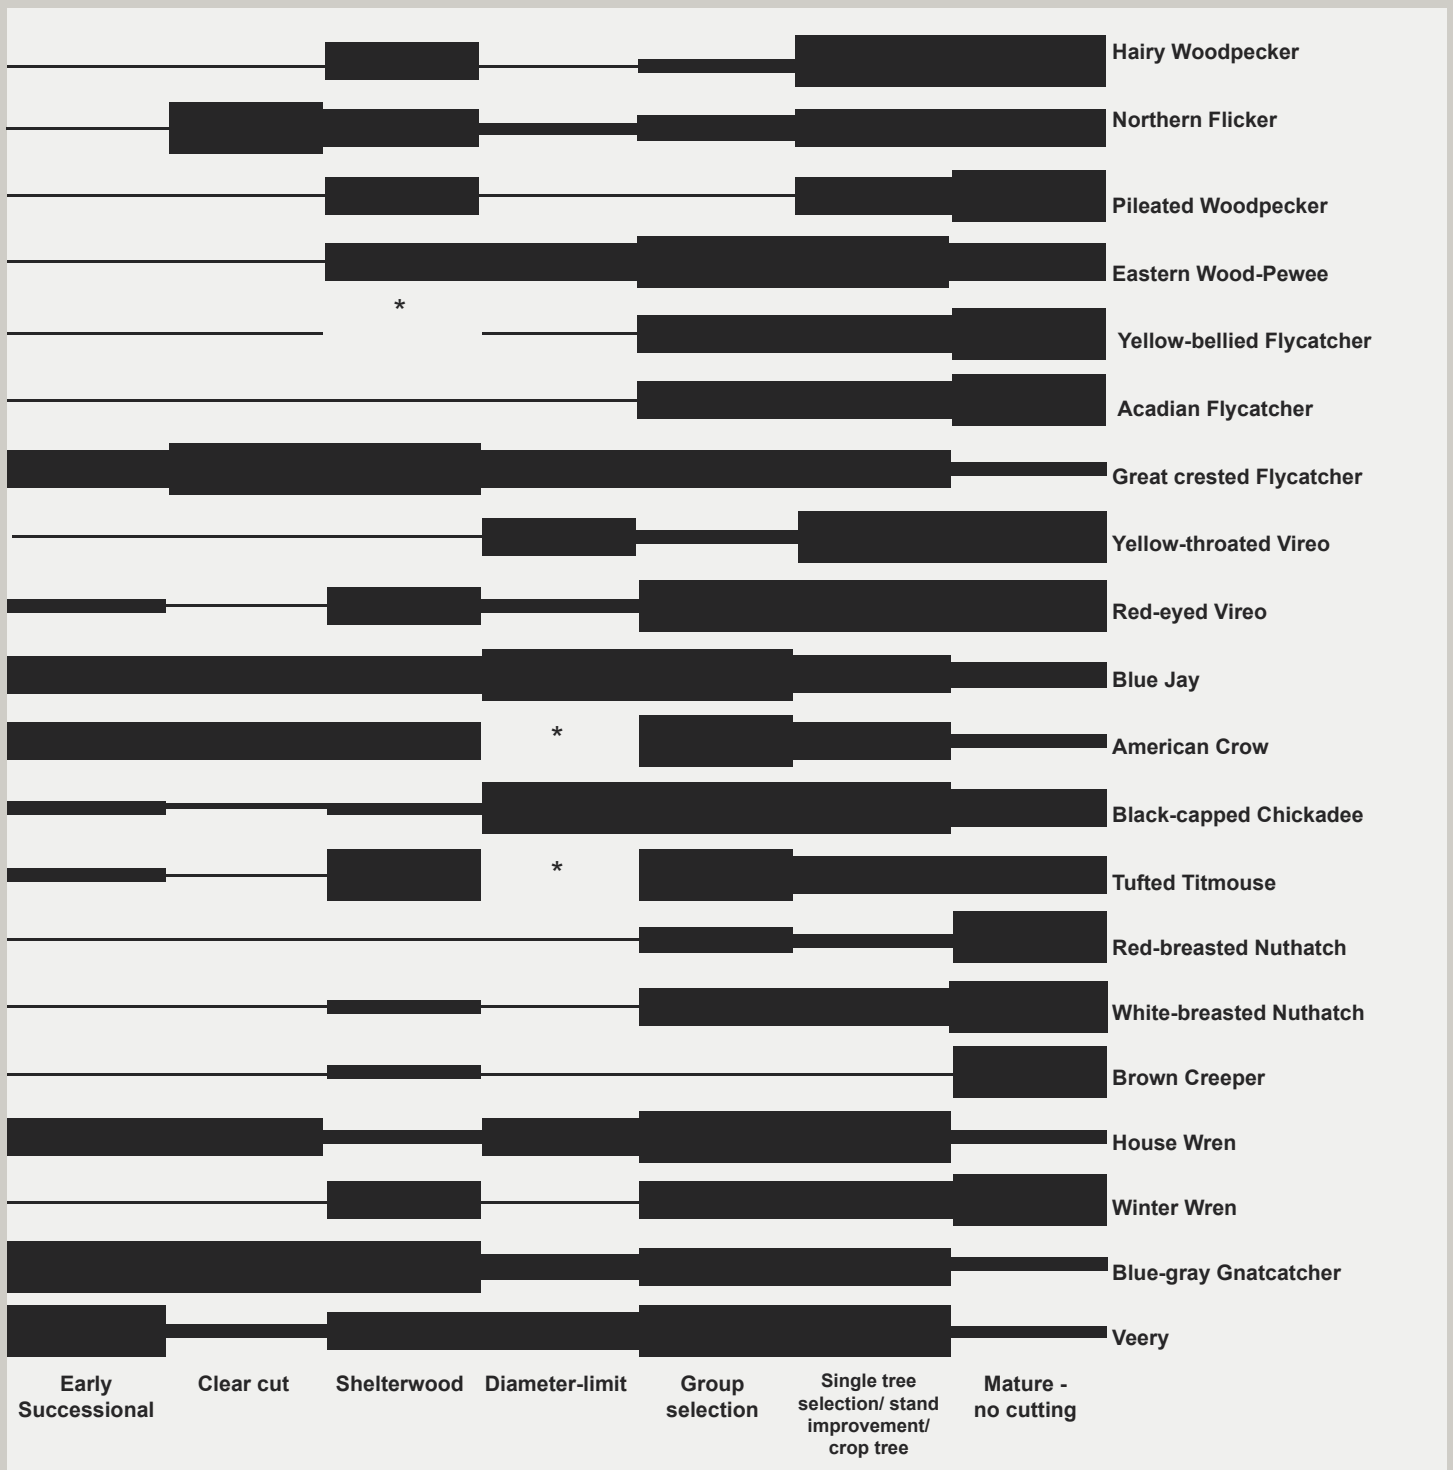 Hairy Woodpecker
Northern Flicker
Pileated Woodpecker
Eastern Wood-Pewee
*
Yellow-bellied Flycatcher
Acadian Flycatcher
Great crested Flycatcher
Yellow-throated Vireo
Red-eyed Vireo
Blue Jay
*
American Crow
Black-capped Chickadee
*
Tufted Titmouse
Red-breasted Nuthatch
White-breasted Nuthatch
Brown Creeper
House Wren
Winter Wren
Blue-gray Gnatcatcher
Veery
Early
Successional
Clear cut
Shelterwood
Diameter-limit
Group
selection
Single tree
selection/ stand
improvement/
crop tree
Mature -
no cutting